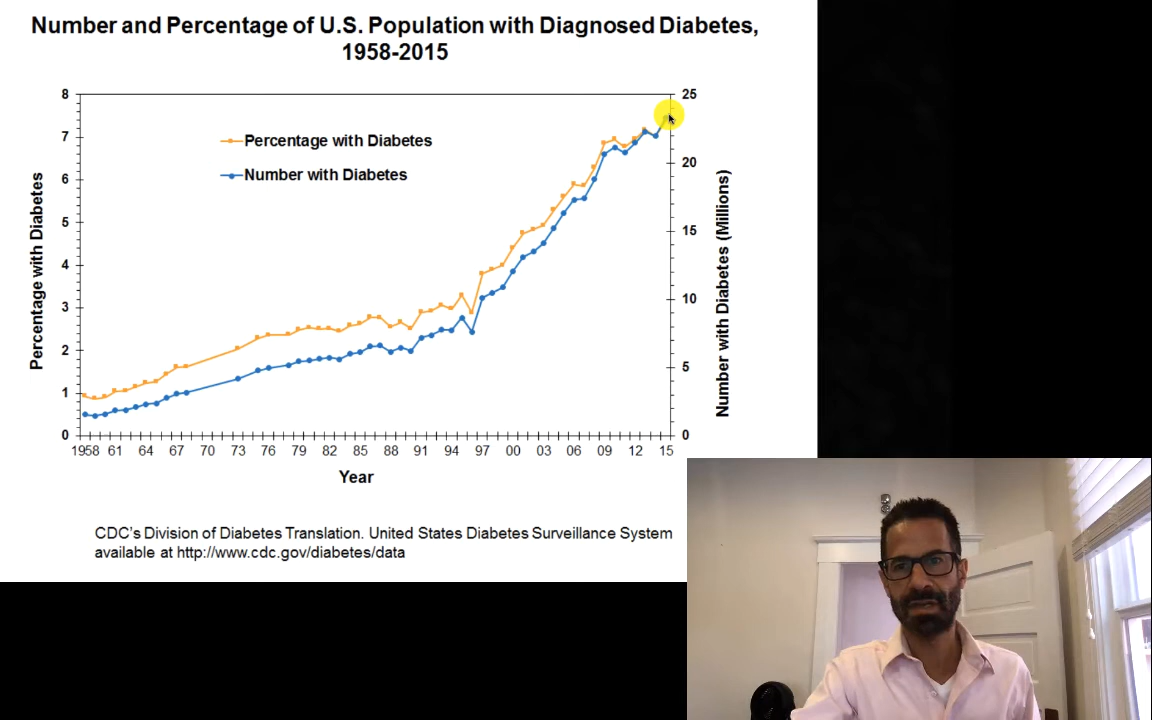 Number and Percentage of U.S. Population with Diagnosed Diabetes,
1958-2015
8
7
6
5
4
3
2
1
0
Percentage with Diabetes
Percentage with Diabetes
Number with Diabetes
25
20
15
10
5
0
Number with Diabetes (Millions)
1958 61 64 67 70 73 76 79 82 85 88 91 94 97 00 03 06 09 12 15
Year
CDC's Division of Diabetes Translation. United States Diabetes Surveillance System
available at http://www.cdc.gov/diabetes/data